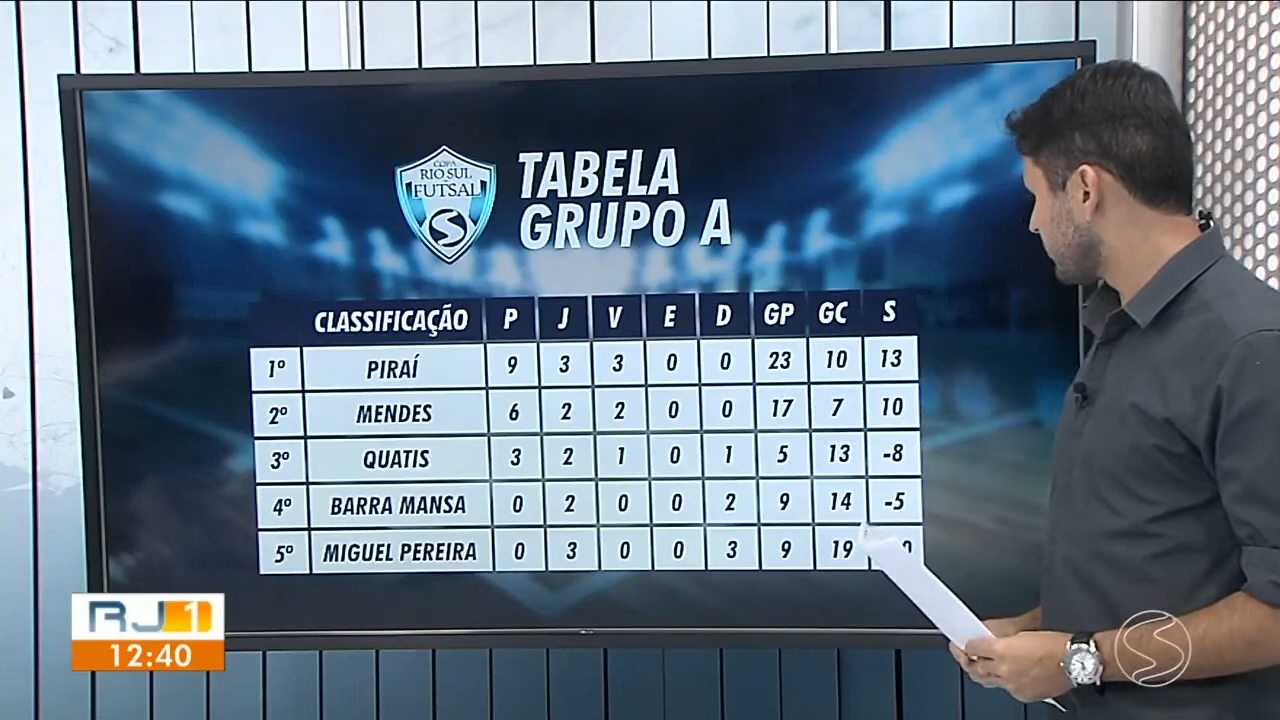 COPA
RIO SUL
FUTSAL
TABELA
GRUPO A
CLASSIFICAÇÃO P J V E D GP GC S
1º PIRAÍ 9 3 3 0 0 23 10 13
2º MENDES 6 2 2 0 0 17 7 10
3º QUATIS 3 2 1 0 1 5 13 -8
4º BARRA MANSA 0 2 0 0 2 9 14 -5
5º MIGUEL PEREIRA 0 3 0 0 3 9 19
RJ1
12:40